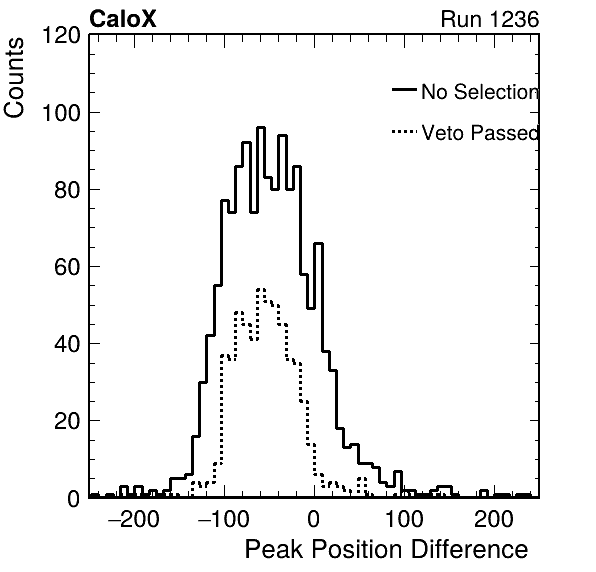 CaloX Run 1236
Counts
120
100
80
60
40
20
0
No Selection
Veto Passed
−200 −100 0 100 200
Peak Position Difference